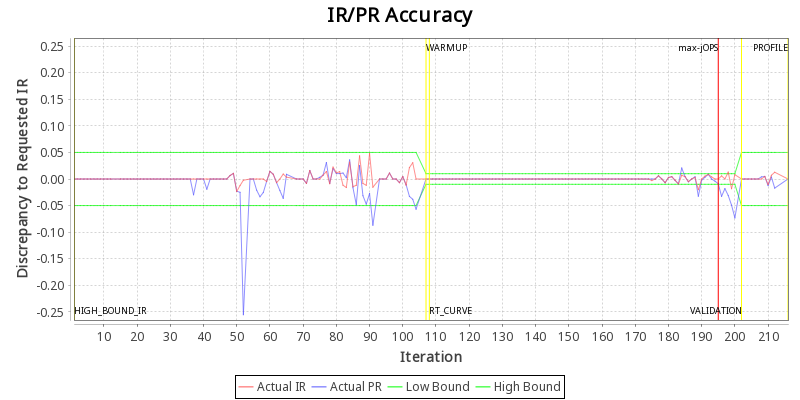 IR/PR Accuracy
Discrepancy to Requested IR
0.25
0.20
0.15
0.10
0.05
0.00
-0.05
-0.10
-0.15
-0.20
-0.25
WARMUP
max-jOPS
PROFILE
HIGH_BOUND_IR
RT_CURVE
VALIDATION
10 20 30 40 50 60 70 80 90 100 110 120 130 140 150 160 170 180 190 200 210
Iteration
Actual IR Actual PR Low Bound High Bound